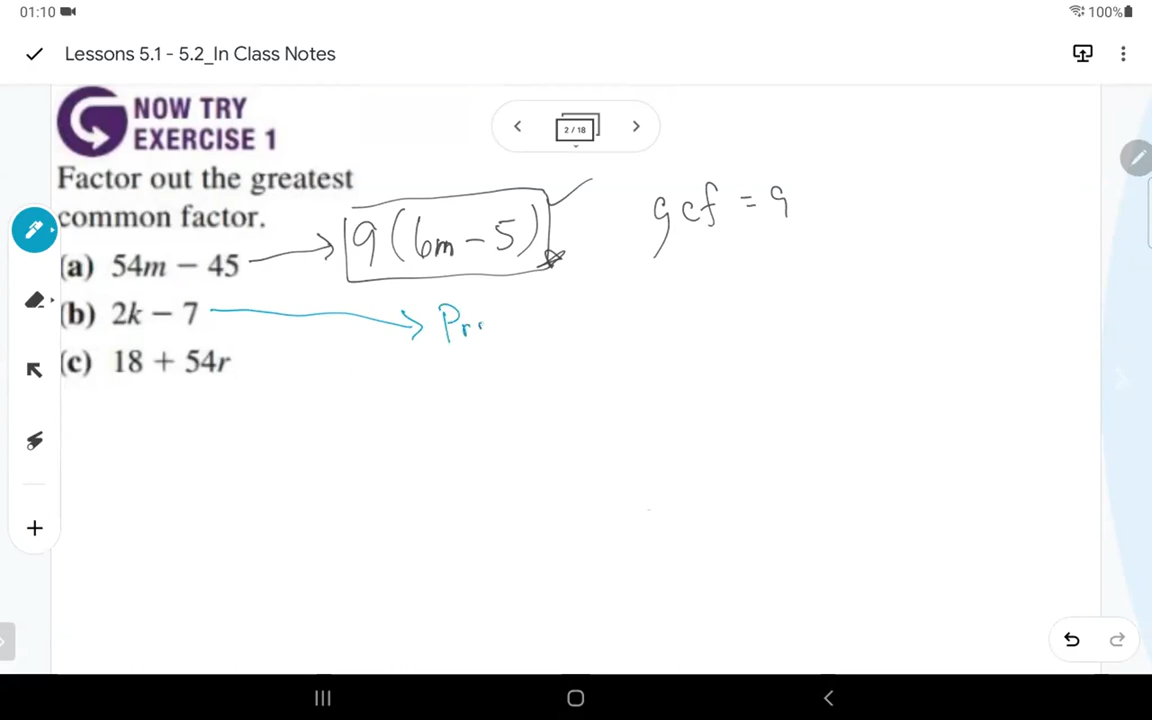 01:10 100%
Lessons 5.1 - 5.2_In Class Notes
NOW TRY
EXERCISE 1
2 / 18
Factor out the greatest
common factor.
(a) 54m − 45
9(6m − 5)
gcf = 9
(b) 2k − 7
Pri
(c) 18 + 54r